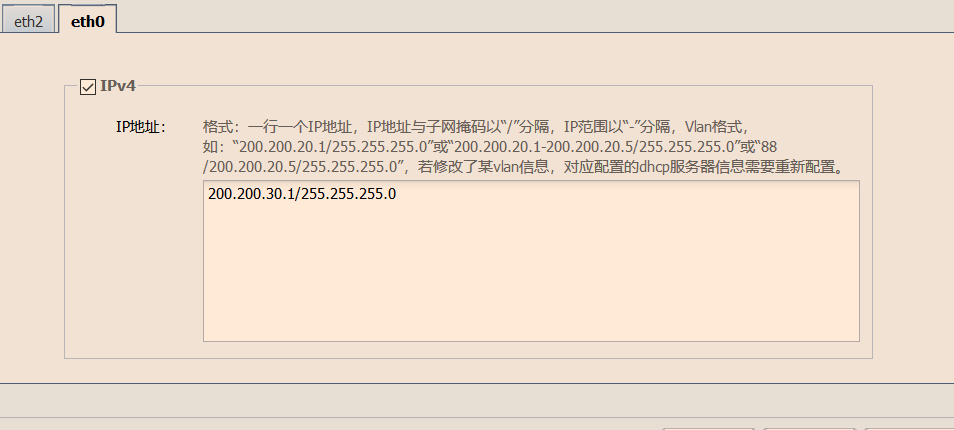 eth2
eth0
IPv4
IP地址：
格式：一行一个IP地址，IP地址与子网掩码以“/”分隔，IP范围以“-”分隔，Vlan格式，
如：“200.200.20.1/255.255.255.0”或“200.200.20.1-200.200.20.5/255.255.255.0”或“88
/200.200.20.5/255.255.255.0”，若修改了某vlan信息，对应配置的dhcp服务器信息需要重新配置。
200.200.30.1/255.255.255.0